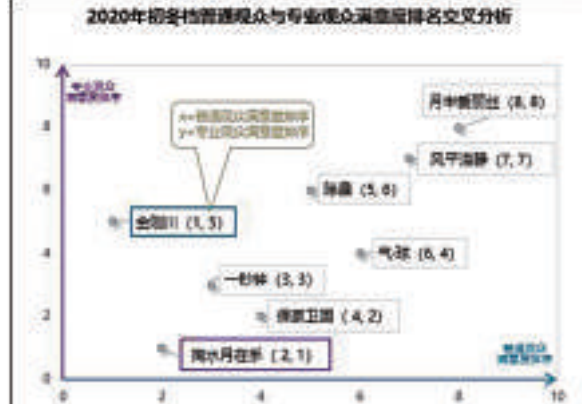 2020年初冬档普通观众与专业观众满意度排名交叉分析
10
专业观众
满意度排序
x=普通观众满意度排序
y=专业观众满意度排序
月半爱丽丝 (8, 8)
8
风平浪静 (7, 7)
除暴 (5, 6)
6
金刚川 (1, 5)
气球 (6, 4)
4
一秒钟 (3, 3)
保家卫国 (4, 2)
2
掬水月在手 (2, 1)
普通观众
满意度排序
0
0 2 4 6 8 10